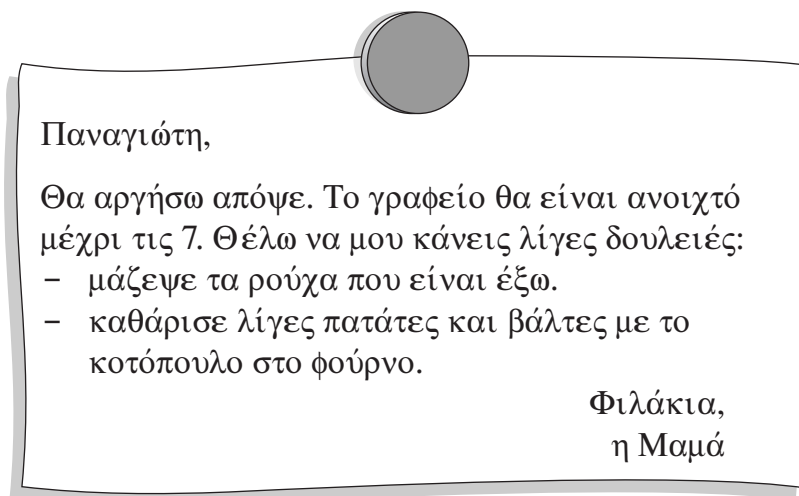 Παναγιώτη,
Θα αργήσω απόψε. Το γραφείο θα είναι ανοιχτό
μέχρι τις 7. Θέλω να μου κάνεις λίγες δουλειές:
– μάζεψε τα ρούχα που είναι έξω.
– καθάρισε λίγες πατάτες και βάλτες με το
κοτόπουλο στο φούρνο.
Φιλάκια,
η Μαμά